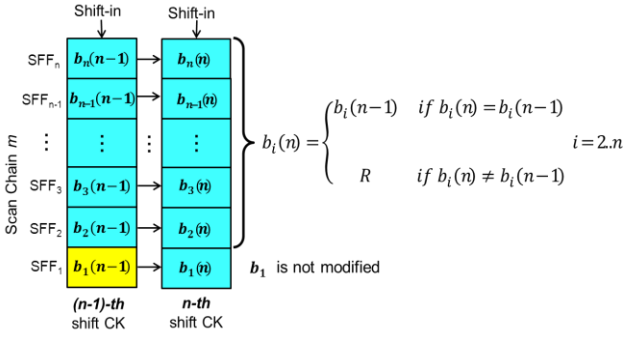 Shift-in Shift-in
SFFₙ bₙ(n−1) bₙ(n)
SFFₙ₋₁ bₙ₋₁(n−1) bₙ₋₁(n)
⋮ ⋮ ⋮ ⋮
SFF₃ b₃(n−1) b₃(n)
SFF₂ b₂(n−1) b₂(n)
SFF₁ b₁(n−1) b₁(n)
Scan Chain m
(n-1)-th n-th
shift CK shift CK
bᵢ(n) = { bᵢ(n−1) if bᵢ(n) = bᵢ(n−1)
R if bᵢ(n) ≠ bᵢ(n−1)
i = 2..n
b₁ is not modified